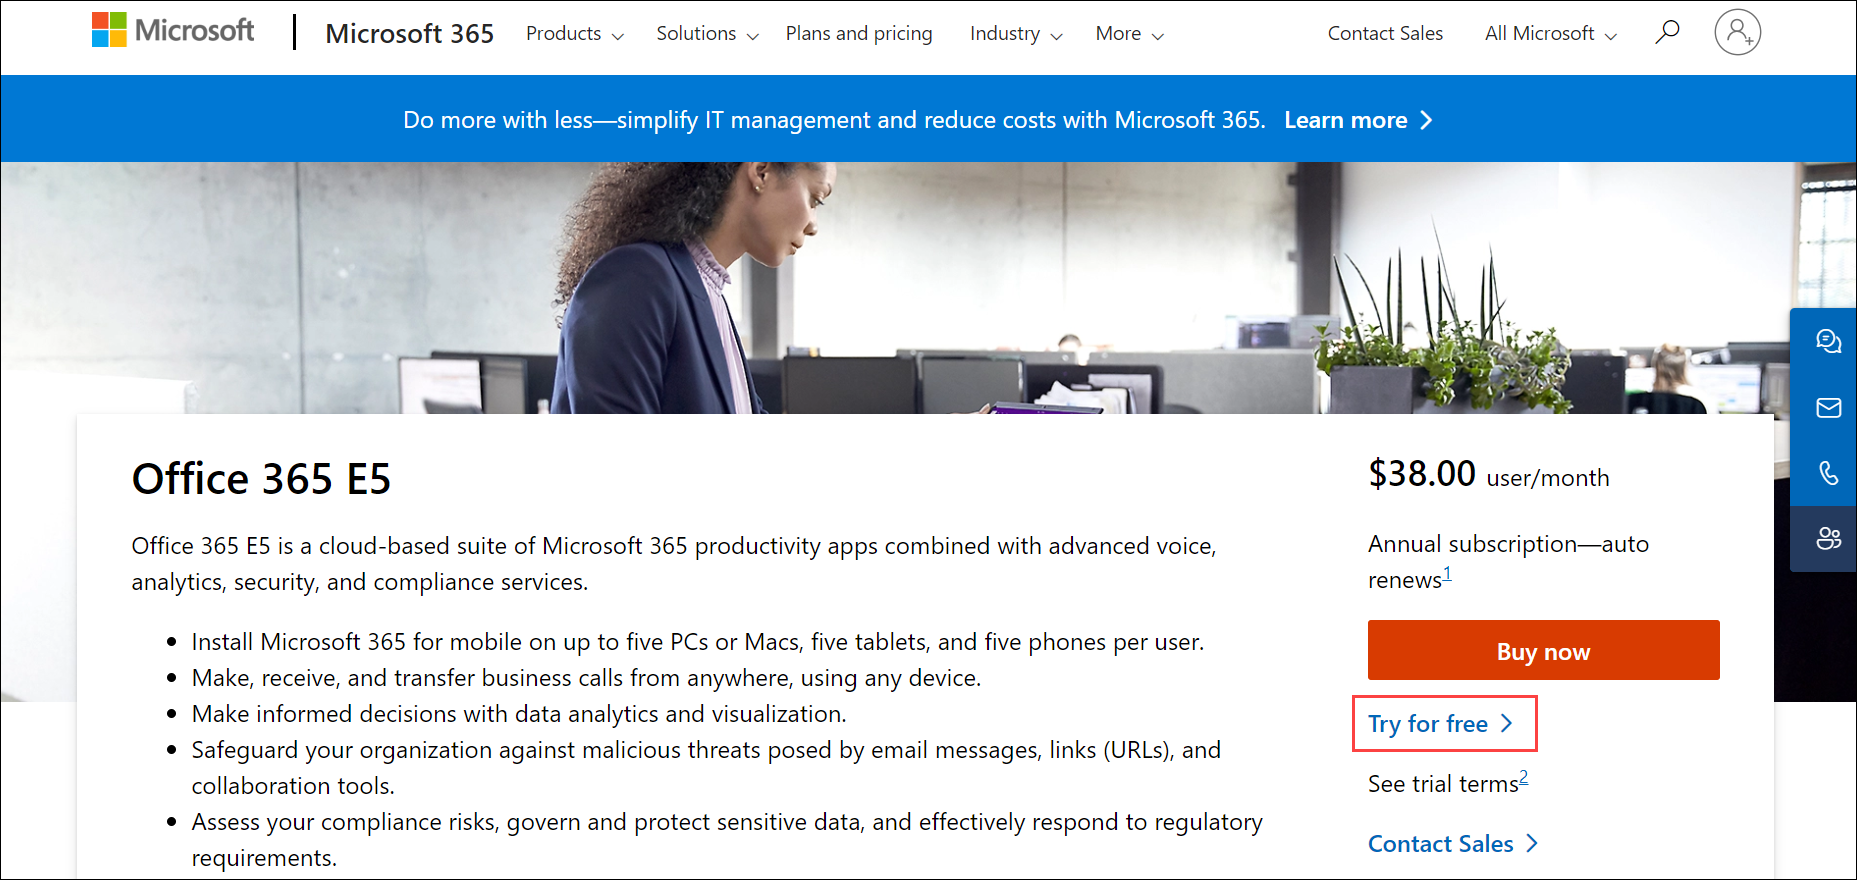 Microsoft | Microsoft 365 Products Solutions Plans and pricing Industry More Contact Sales All Microsoft
Do more with less—simplify IT management and reduce costs with Microsoft 365. Learn more
Office 365 E5
Office 365 E5 is a cloud-based suite of Microsoft 365 productivity apps combined with advanced voice,
analytics, security, and compliance services.
• Install Microsoft 365 for mobile on up to five PCs or Macs, five tablets, and five phones per user.
• Make, receive, and transfer business calls from anywhere, using any device.
• Make informed decisions with data analytics and visualization.
• Safeguard your organization against malicious threats posed by email messages, links (URLs), and
collaboration tools.
• Assess your compliance risks, govern and protect sensitive data, and effectively respond to regulatory
requirements.
$38.00 user/month
Annual subscription—auto
renews1
Buy now
Try for free
See trial terms2
Contact Sales